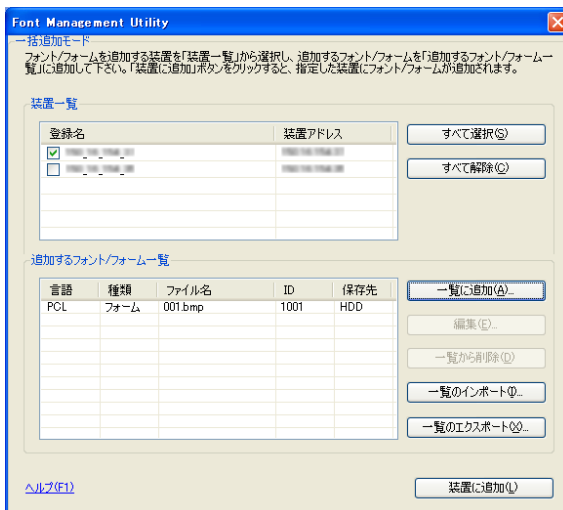 Font Management Utility
一括追加モード
フォント/フォームを追加する装置を「装置一覧」から選択し、追加するフォント/フォームを「追加するフォント/フォーム一
覧」に追加して下さい。「装置に追加」ボタンをクリックすると、指定した装置にフォント/フォームが追加されます。
装置一覧
登録名 装置アドレス
すべて選択(S)
すべて解除(C)
追加するフォント/フォーム一覧
言語 種類 ファイル名 ID 保存先
PCL フォーム 001.bmp 1001 HDD
一覧に追加(A)...
編集(E)...
一覧から削除(D)
一覧のインポート(I)...
一覧のエクスポート(X)...
ヘルプ(F1)
装置に追加(L)